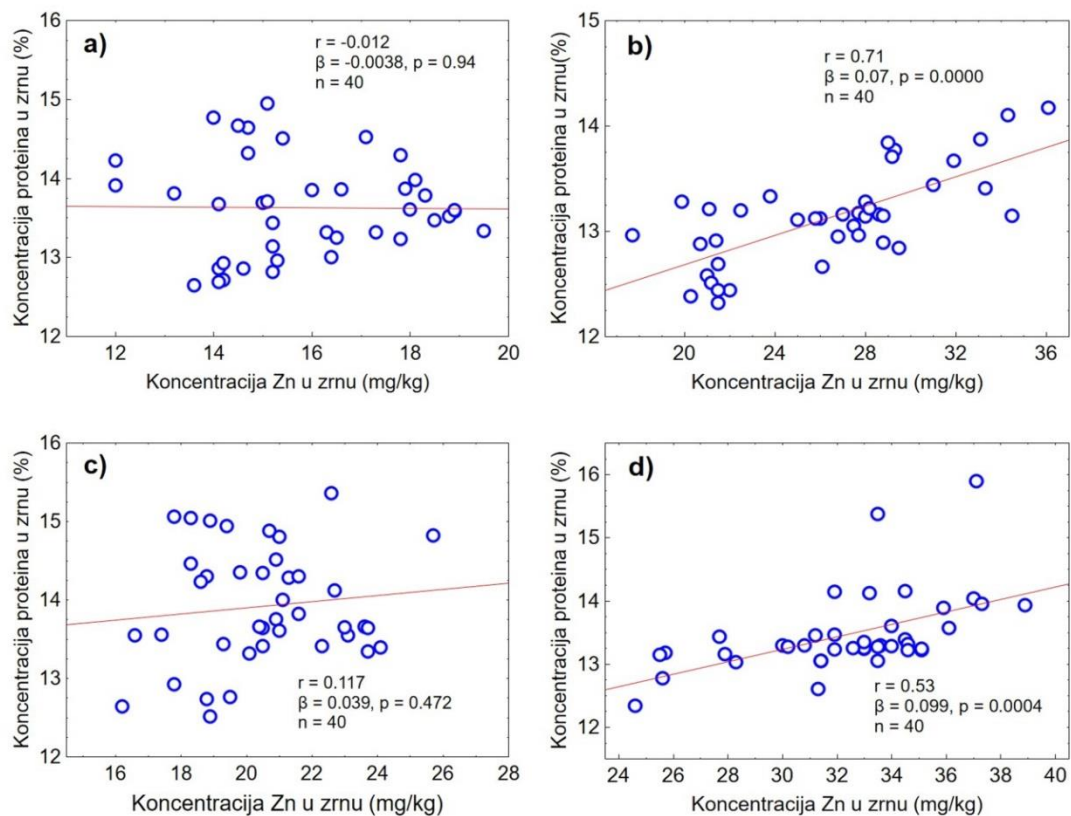 a)
r = -0.012
β = -0.0038, p = 0.94
n = 40
Koncentracija proteina u zrnu (%)
16
15
14
13
12
12
14
16
18
20
Koncentracija Zn u zrnu (mg/kg)
b)
r = 0.71
β = 0.07, p = 0.0000
n = 40
Koncentracija proteina u zrnu(%)
15
14
13
12
20
24
28
32
36
Koncentracija Zn u zrnu (mg/kg)
c)
r = 0.117
β = 0.039, p = 0.472
n = 40
Koncentracija proteina u zrnu (%)
16
15
14
13
12
16
18
20
22
24
26
28
Koncentracija Zn u zrnu (mg/kg)
d)
r = 0.53
β = 0.099, p = 0.0004
n = 40
Koncentracija proteina u zrnu (%)
16
15
14
13
12
24
26
28
30
32
34
36
38
40
Koncentracija Zn u zrnu (mg/kg)